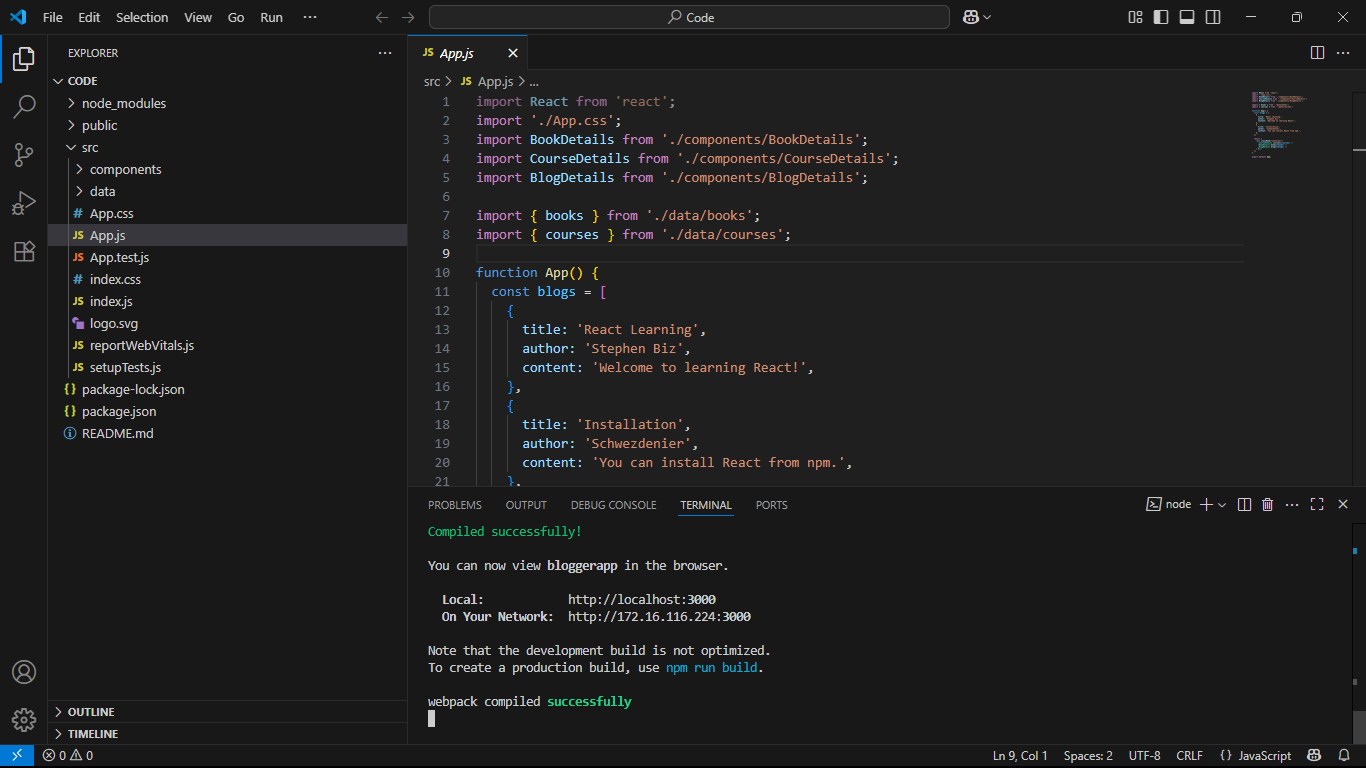 File Edit Selection View Go Run ···
Code
EXPLORER ···
CODE
node_modules
public
src
components
data
# App.css
JS App.js
JS App.test.js
# index.css
JS index.js
logo.svg
JS reportWebVitals.js
JS setupTests.js
{} package-lock.json
{} package.json
README.md
OUTLINE
TIMELINE
JS App.js
src > JS App.js > ...
1 import React from 'react';
2 import './App.css';
3 import BookDetails from './components/BookDetails';
4 import CourseDetails from './components/CourseDetails';
5 import BlogDetails from './components/BlogDetails';
6
7 import { books } from './data/books';
8 import { courses } from './data/courses';
9
10 function App() {
11 const blogs = [
12 {
13 title: 'React Learning',
14 author: 'Stephen Biz',
15 content: 'Welcome to learning React!',
16 },
17 {
18 title: 'Installation',
19 author: 'Schwezdenier',
20 content: 'You can install React from npm.',
21 },
PROBLEMS OUTPUT DEBUG CONSOLE TERMINAL PORTS
node
Compiled successfully!
You can now view bloggerapp in the browser.
Local: http://localhost:3000
On Your Network: http://172.16.116.224:3000
Note that the development build is not optimized.
To create a production build, use npm run build.
webpack compiled successfully
0 0
Ln 9, Col 1 Spaces: 2 UTF-8 CRLF {} JavaScript